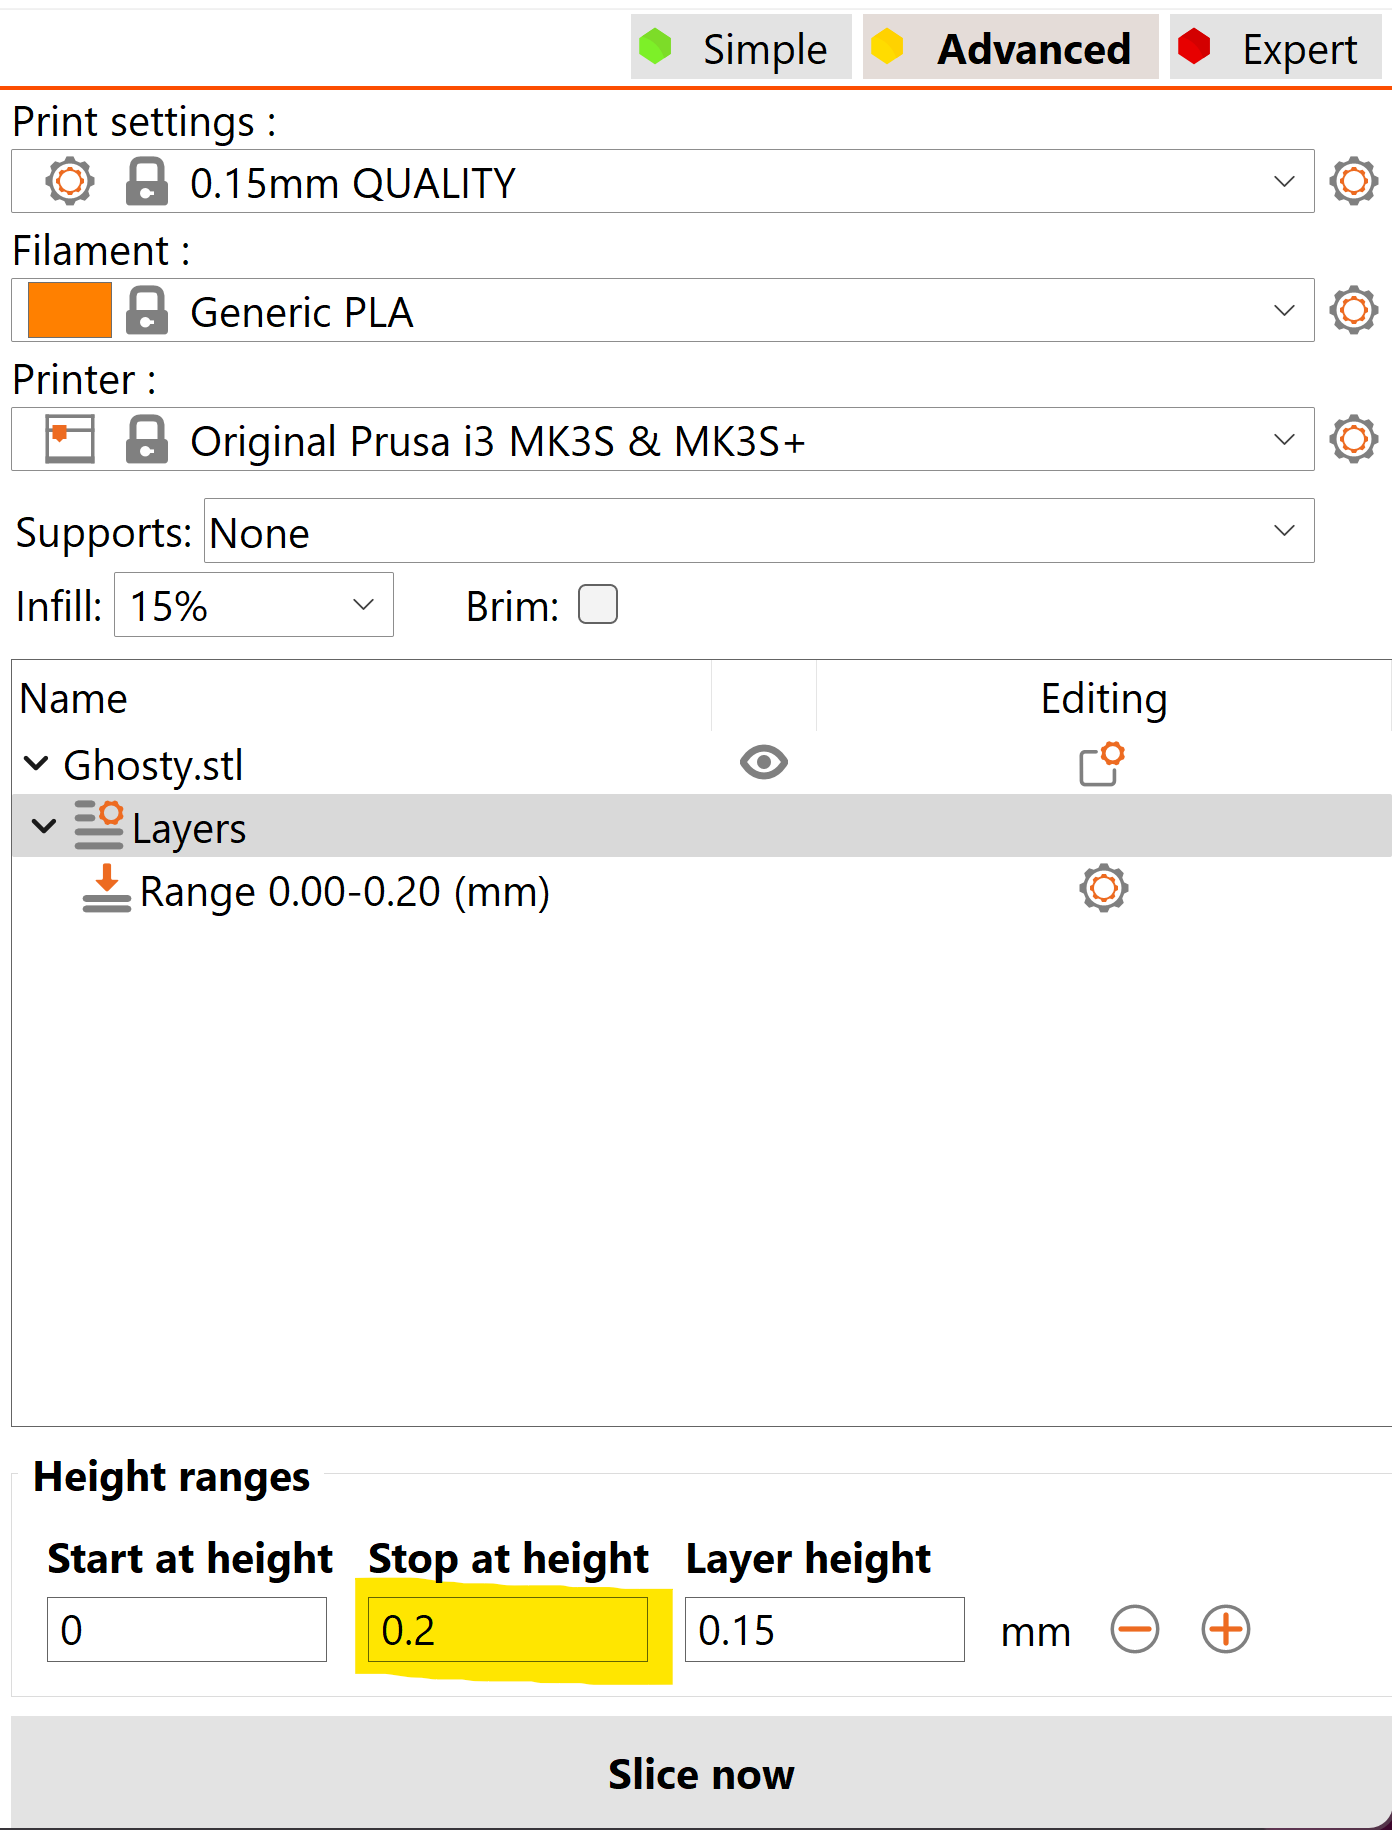 Simple Advanced Expert
Print settings :
0.15mm QUALITY
Filament :
Generic PLA
Printer :
Original Prusa i3 MK3S & MK3S+
Supports: None
Infill: 15% Brim:
Name Editing
Ghosty.stl
Layers
Range 0.00-0.20 (mm)
Height ranges
Start at height Stop at height Layer height
0 0.2 0.15 mm
Slice now